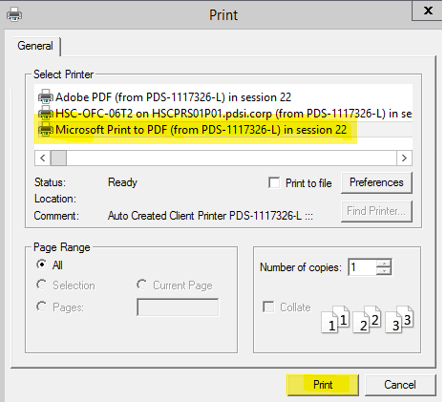 Print
X
General
Select Printer
Adobe PDF (from PDS-1117326-L) in session 22
HSC-OFC-06T2 on HSCPRS01P01.pdsi.corp (from PDS-1117326-L) in se
Microsoft Print to PDF (from PDS-1117326-L) in session 22
Status: Ready
Print to file
Preferences
Location:
Find Printer...
Comment: Auto Created Client Printer PDS-1117326-L :::
Page Range
All
Selection
Current Page
Pages:
Number of copies: 1
Collate
1 1 2 2 3 3
Print
Cancel